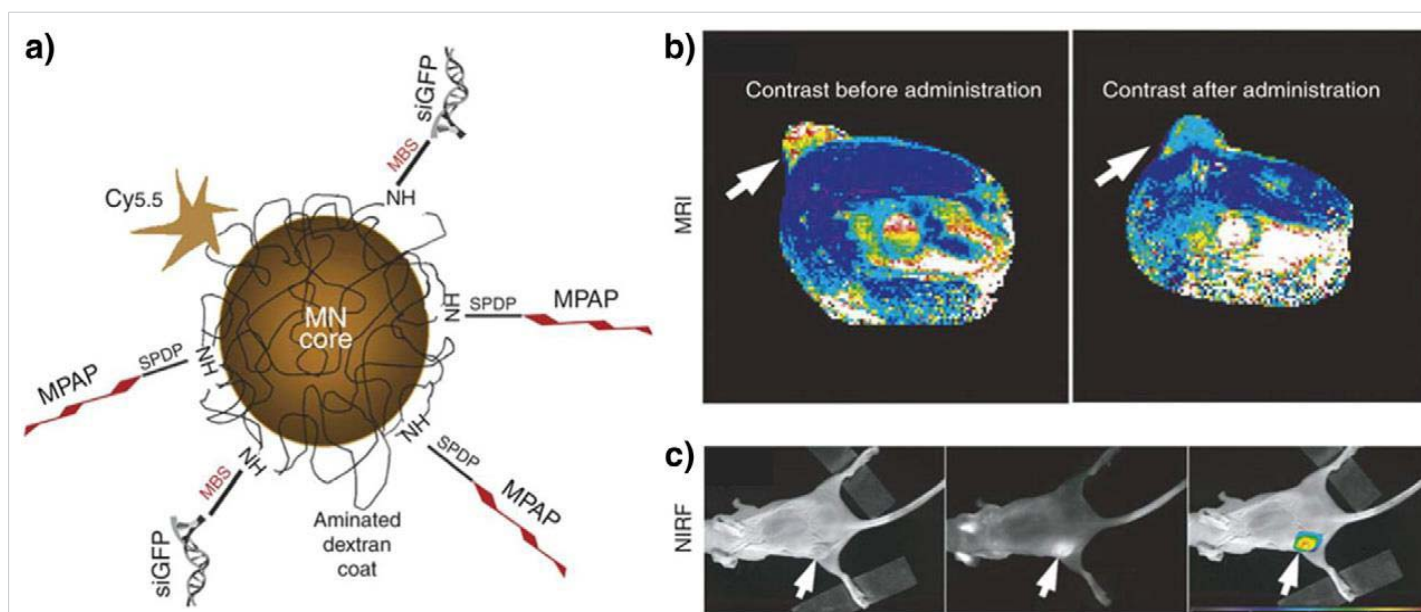 a)
siGFP
MBS
NH
Cy5.5
MN
core
NH
SPDP
MPAP
MPAP
SPDP
NH
NH
SPDP
MPAP
NH
MBS
siGFP
Aminated
dextran
coat
b)
MRI
Contrast before administration
Contrast after administration
c)
NIRF